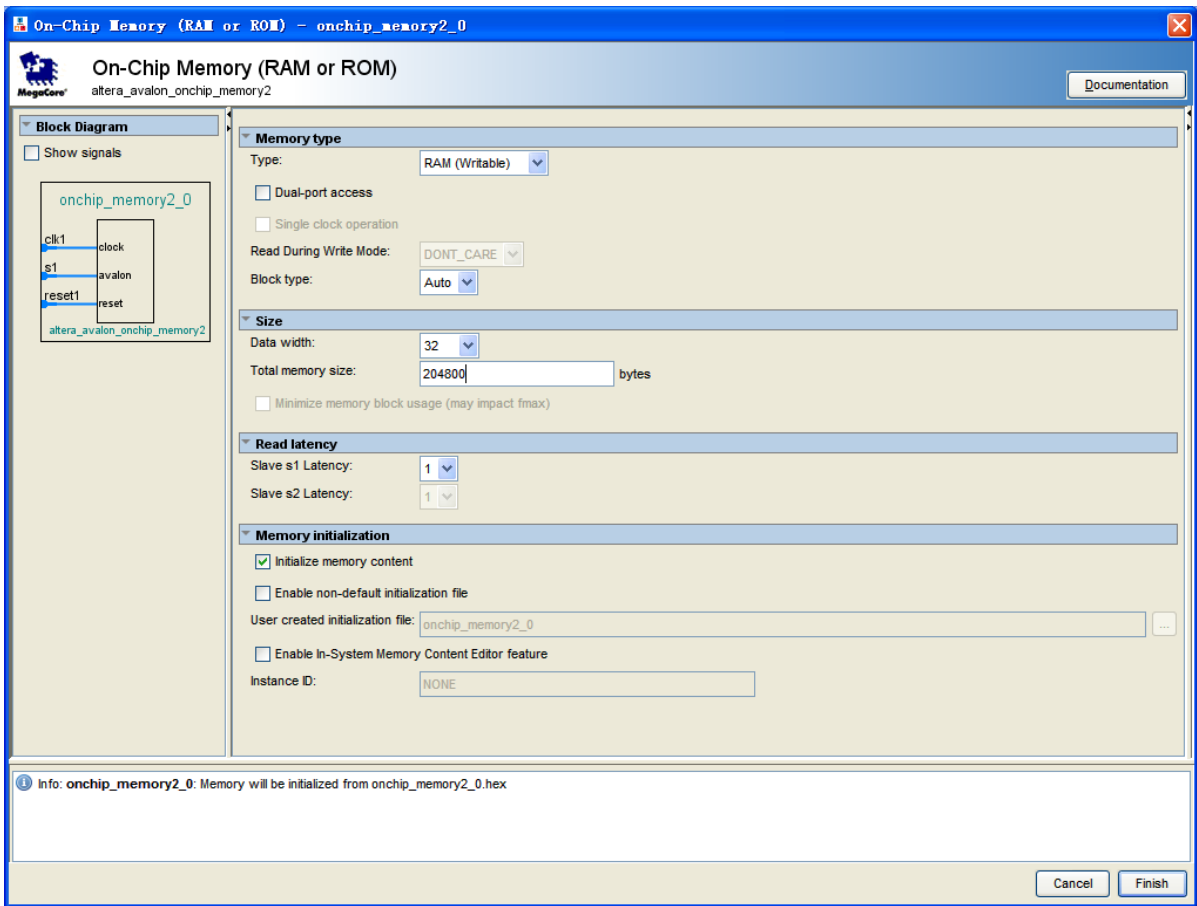 On-Chip Memory (RAM or ROM) - onchip_memory2_0
On-Chip Memory (RAM or ROM)
MegaCore®
altera_avalon_onchip_memory2
Documentation
Block Diagram
Show signals
onchip_memory2_0
clk1
clock
s1
avalon
reset1
reset
altera_avalon_onchip_memory2
Memory type
Type: RAM (Writable)
Dual-port access
Single clock operation
Read During Write Mode: DONT_CARE
Block type: Auto
Size
Data width: 32
Total memory size: 204800 bytes
Minimize memory block usage (may impact fmax)
Read latency
Slave s1 Latency: 1
Slave s2 Latency: 1
Memory initialization
Initialize memory content
Enable non-default initialization file
User created initialization file: onchip_memory2_0 ...
Enable In-System Memory Content Editor feature
Instance ID: NONE
Info: onchip_memory2_0: Memory will be initialized from onchip_memory2_0.hex
Cancel Finish